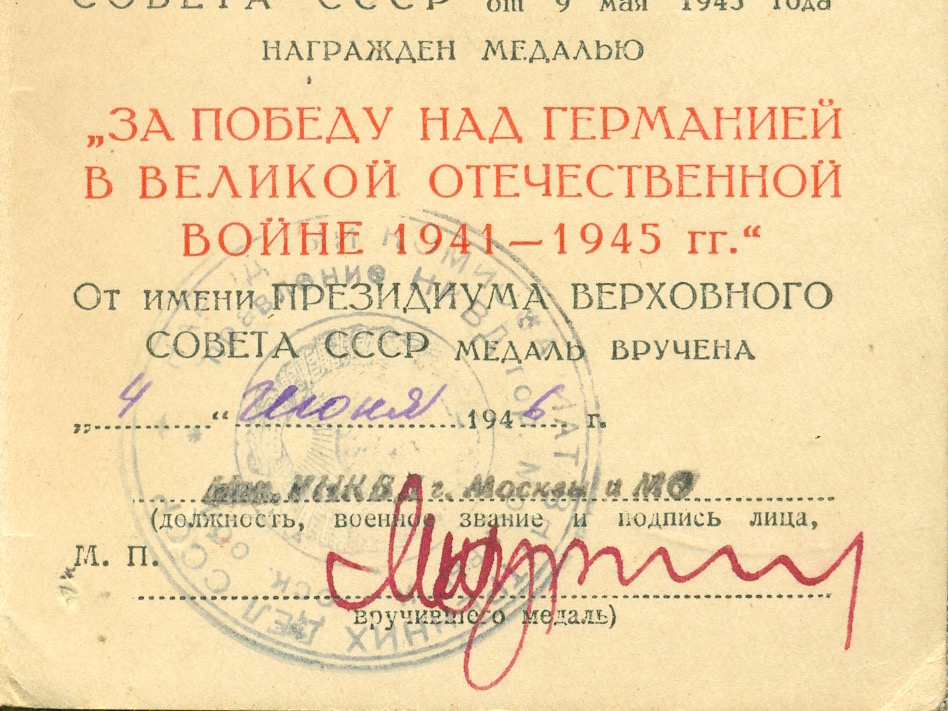 СОВЕТА СССР от 9 мая 1945 года
НАГРАЖДЕН МЕДАЛЬЮ
„ЗА ПОБЕДУ НАД ГЕРМАНИЕЙ
В ВЕЛИКОЙ ОТЕЧЕСТВЕННОЙ
ВОЙНЕ 1941—1945 гг.“
От имени ПРЕЗИДИУМА ВЕРХОВНОГО
СОВЕТА СССР МЕДАЛЬ ВРУЧЕНА
„4“ июня 1946 г.
УНКВД г. Москвы и МО
(должность, военное звание и подпись лица,
М. П.
вручившего медаль)